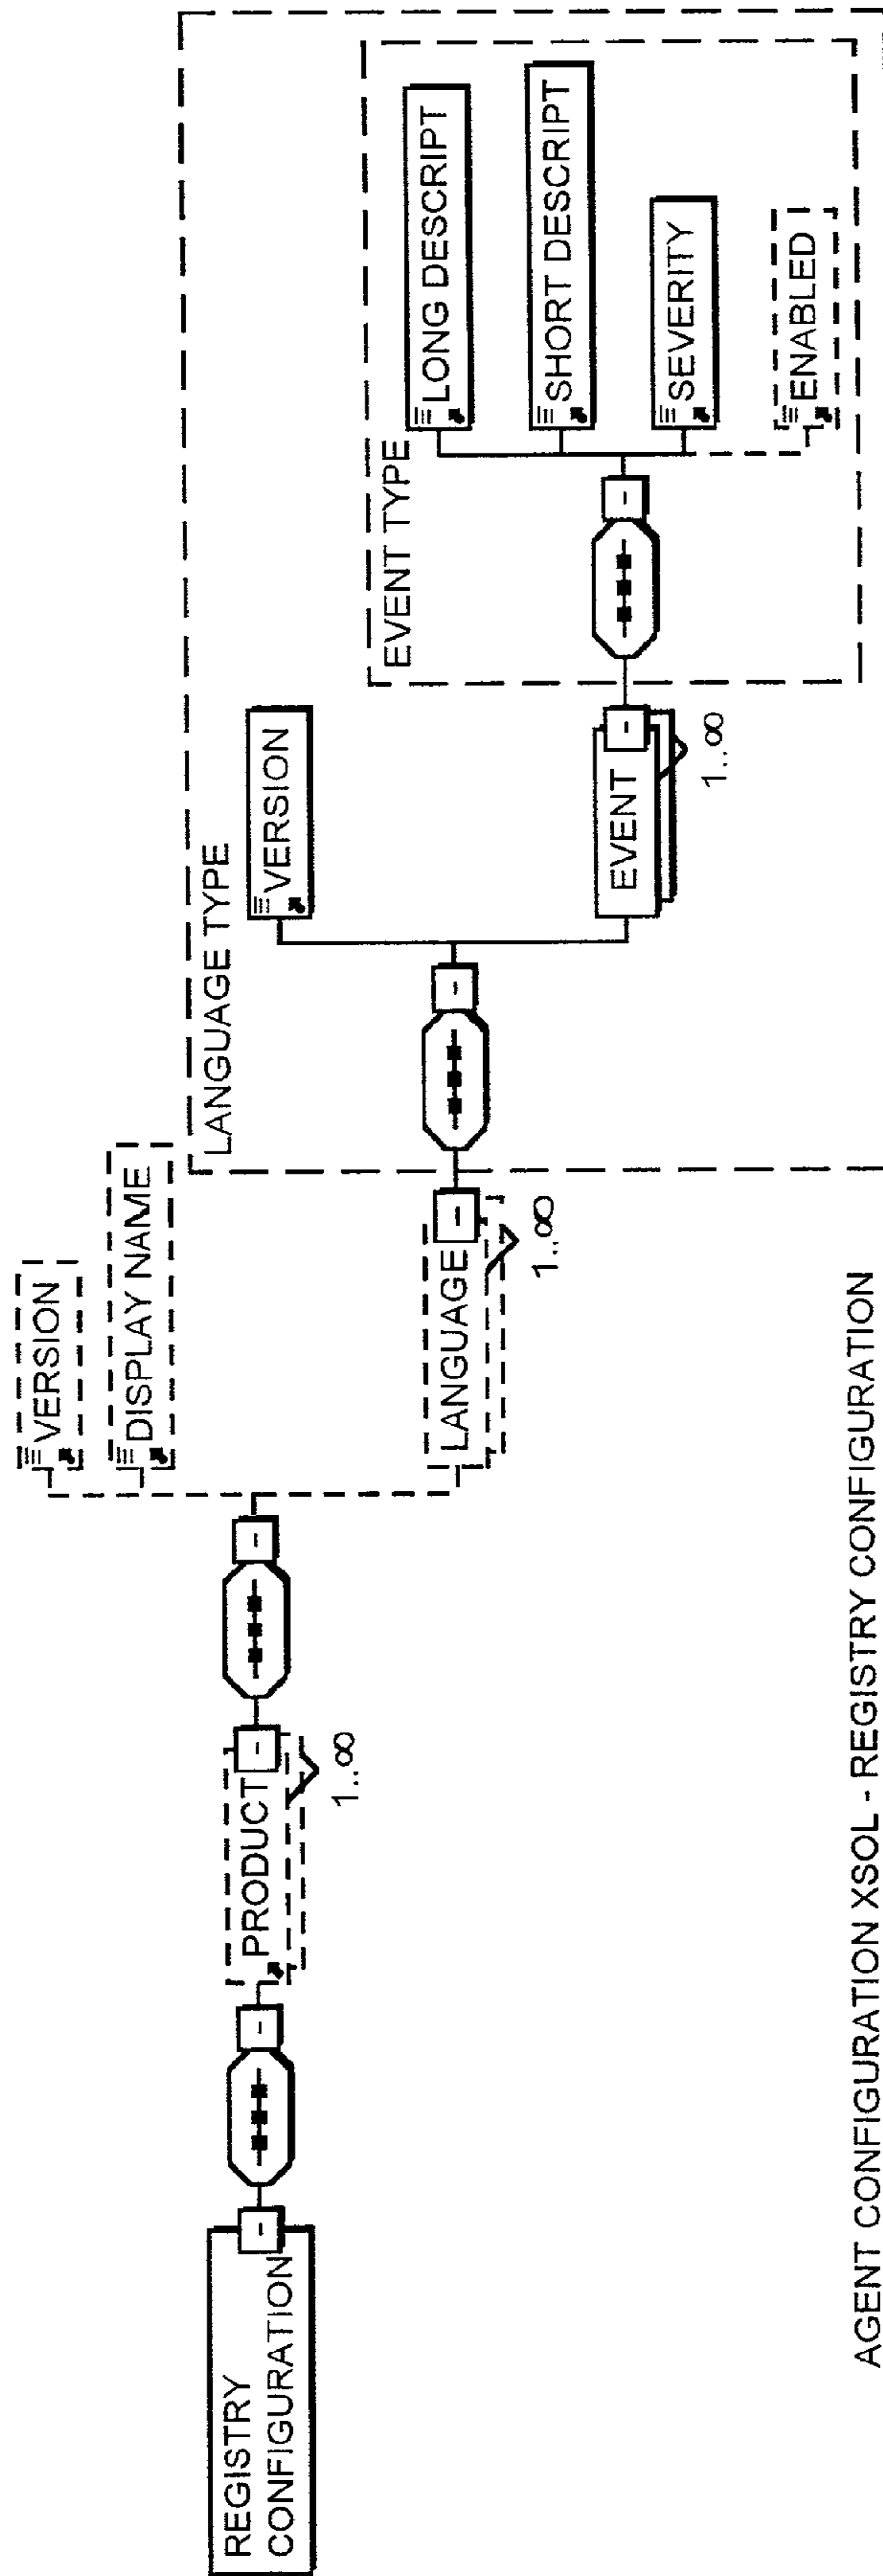 REGISTRY
CONFIGURATION
PRODUCT
1..∞
VERSION
DISPLAY NAME
LANGUAGE
1..∞
LANGUAGE TYPE
VERSION
EVENT
1..∞
EVENT TYPE
LONG DESCRIPT
SHORT DESCRIPT
SEVERITY
ENABLED
AGENT CONFIGURATION XSOL - REGISTRY CONFIGURATION